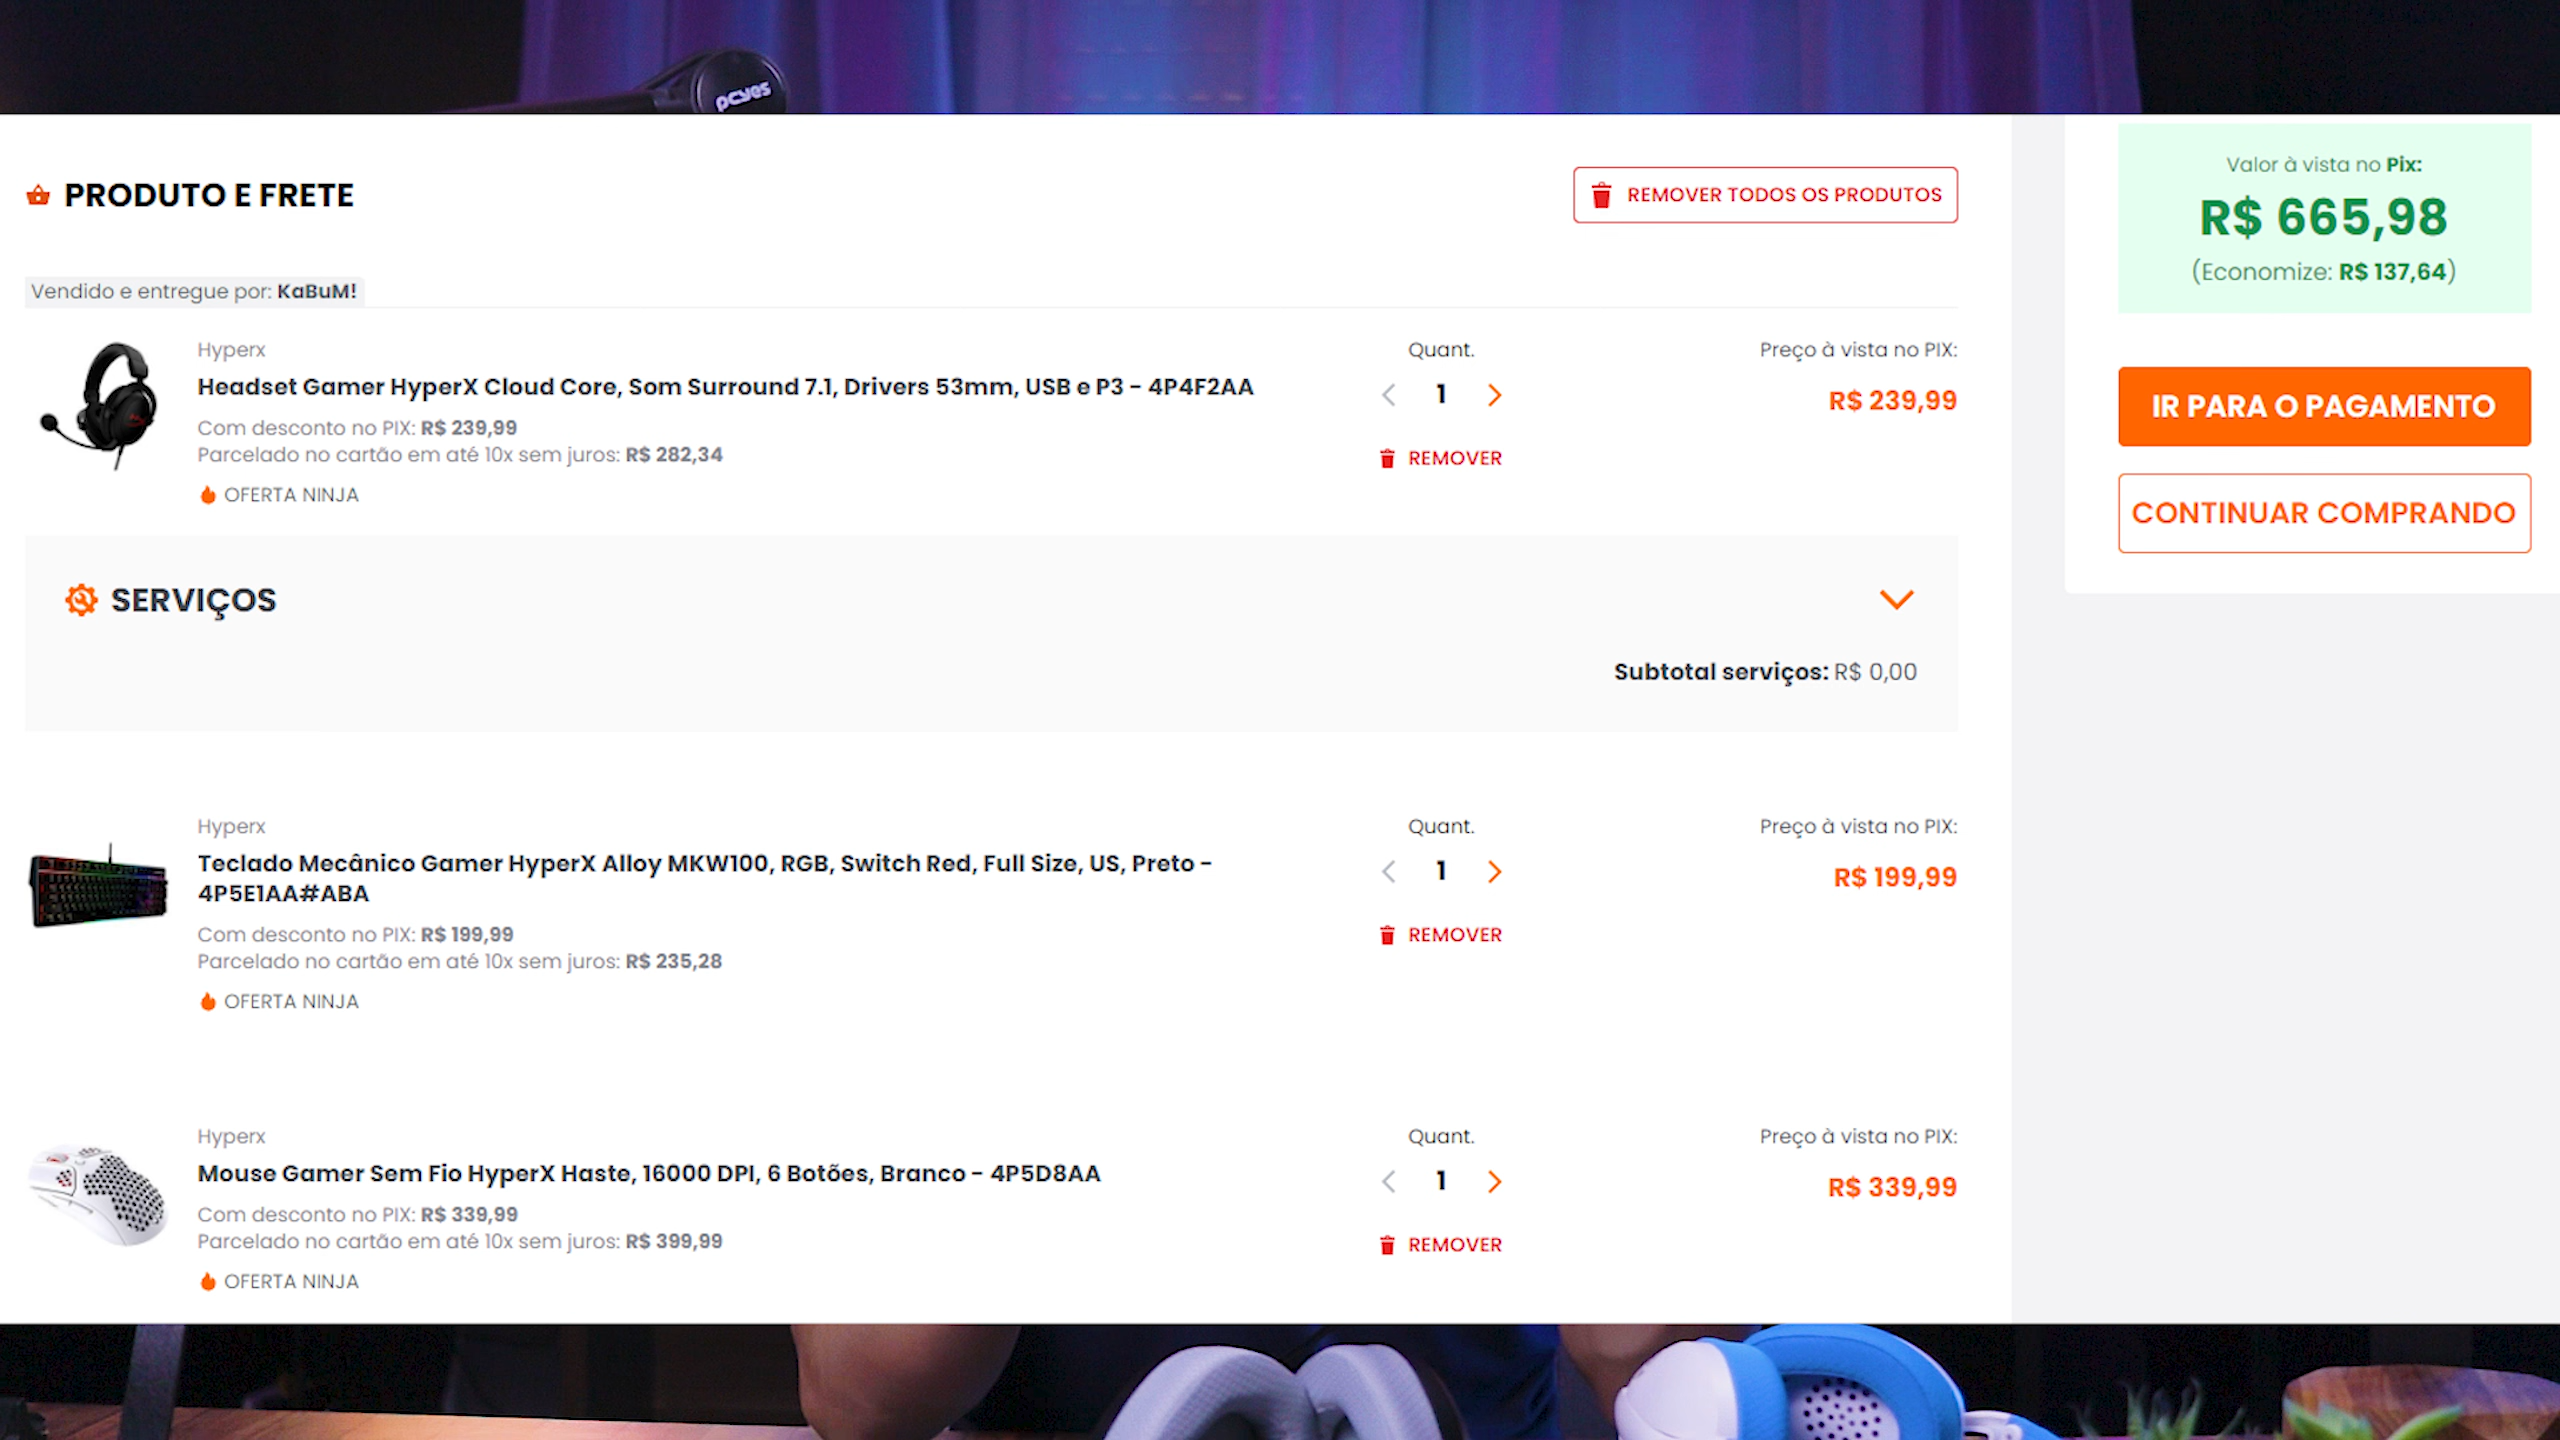 pcyes
PRODUTO E FRETE
REMOVER TODOS OS PRODUTOS
Vendido e entregue por: KaBuM!
Hyperx
Headset Gamer HyperX Cloud Core, Som Surround 7.1, Drivers 53mm, USB e P3 - 4P4F2AA
Com desconto no PIX: R$ 239,99
Parcelado no cartão em até 10x sem juros: R$ 282,34
OFERTA NINJA
Quant.
1
REMOVER
Preço à vista no PIX:
R$ 239,99
SERVIÇOS
Subtotal serviços: R$ 0,00
Hyperx
Teclado Mecânico Gamer HyperX Alloy MKW100, RGB, Switch Red, Full Size, US, Preto -
4P5E1AA#ABA
Com desconto no PIX: R$ 199,99
Parcelado no cartão em até 10x sem juros: R$ 235,28
OFERTA NINJA
Quant.
1
REMOVER
Preço à vista no PIX:
R$ 199,99
Hyperx
Mouse Gamer Sem Fio HyperX Haste, 16000 DPI, 6 Botões, Branco - 4P5D8AA
Com desconto no PIX: R$ 339,99
Parcelado no cartão em até 10x sem juros: R$ 399,99
OFERTA NINJA
Quant.
1
REMOVER
Preço à vista no PIX:
R$ 339,99
Valor à vista no Pix:
R$ 665,98
(Economize: R$ 137,64)
IR PARA O PAGAMENTO
CONTINUAR COMPRANDO